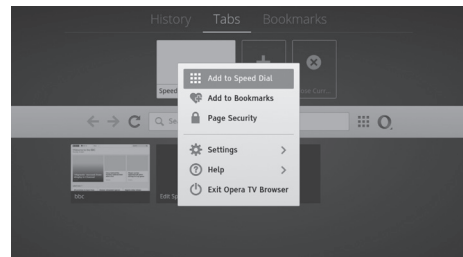 History Tabs Bookmarks
Speed
Add to Speed Dial
Add to Bookmarks
Page Security
Settings
Help
Exit Opera TV Browser
bbc